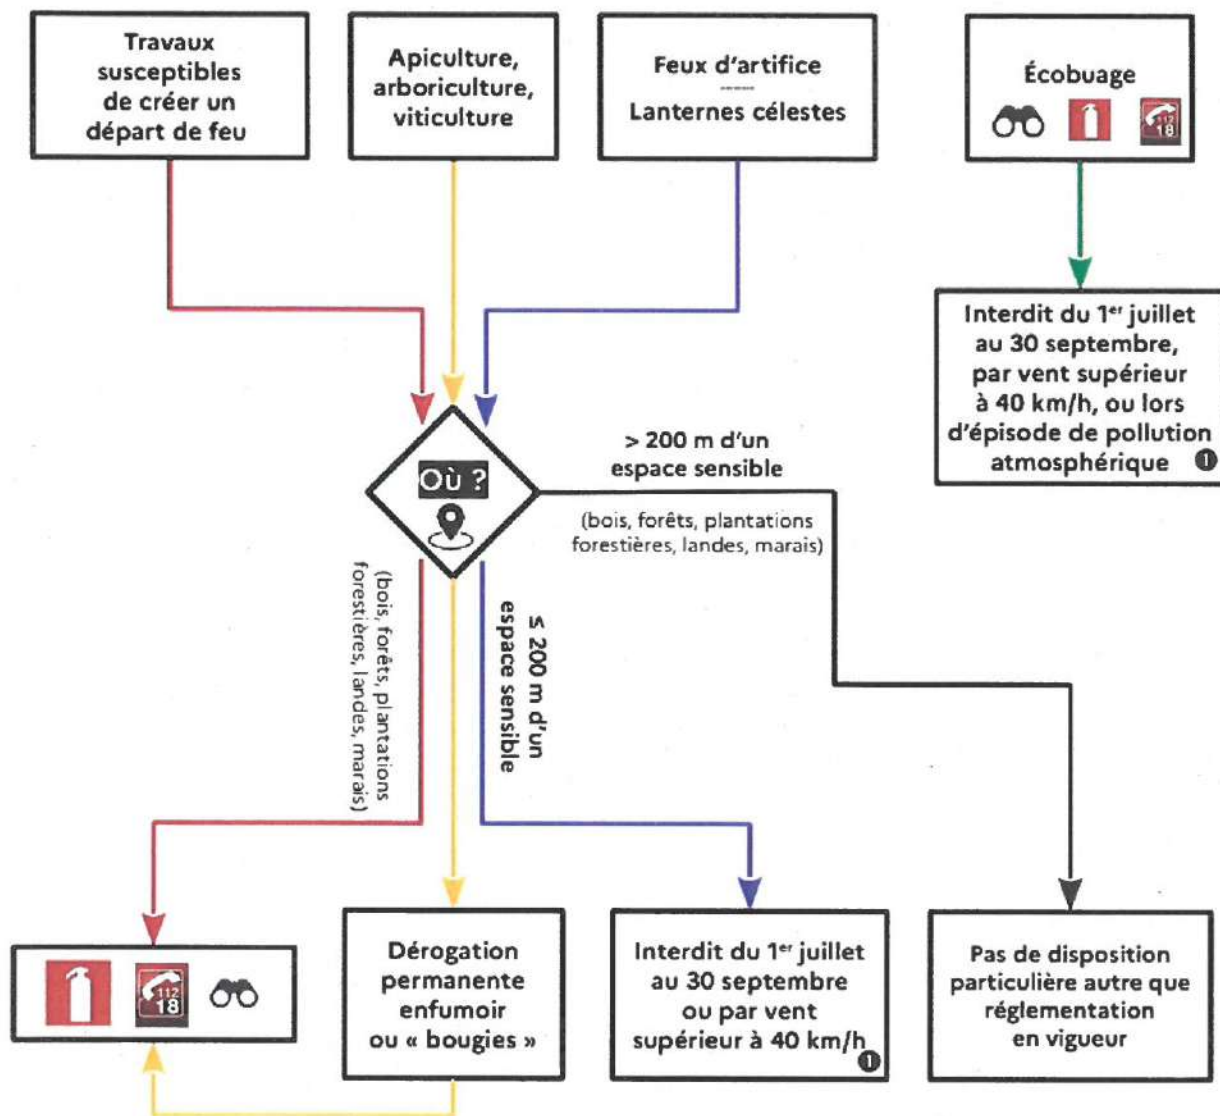 Travaux
susceptibles
de créer un
départ de feu
Apiculture,
arboriculture,
viticulture
Feux d'artifice
-----
Lanternes célestes
Écobuage
112
18
Interdit du 1er juillet
au 30 septembre,
par vent supérieur
à 40 km/h, ou lors
d'épisode de pollution
atmosphérique ❶
Où ?
> 200 m d'un
espace sensible
(bois, forêts, plantations
forestières, landes, marais)
(bois, forêts, plantations
forestières, landes, marais)
≤ 200 m d'un
espace sensible
112
18
Dérogation
permanente
enfumoir
ou « bougies »
Interdit du 1er juillet
au 30 septembre
ou par vent
supérieur à 40 km/h ❶
Pas de disposition
particulière autre que
réglementation
en vigueur